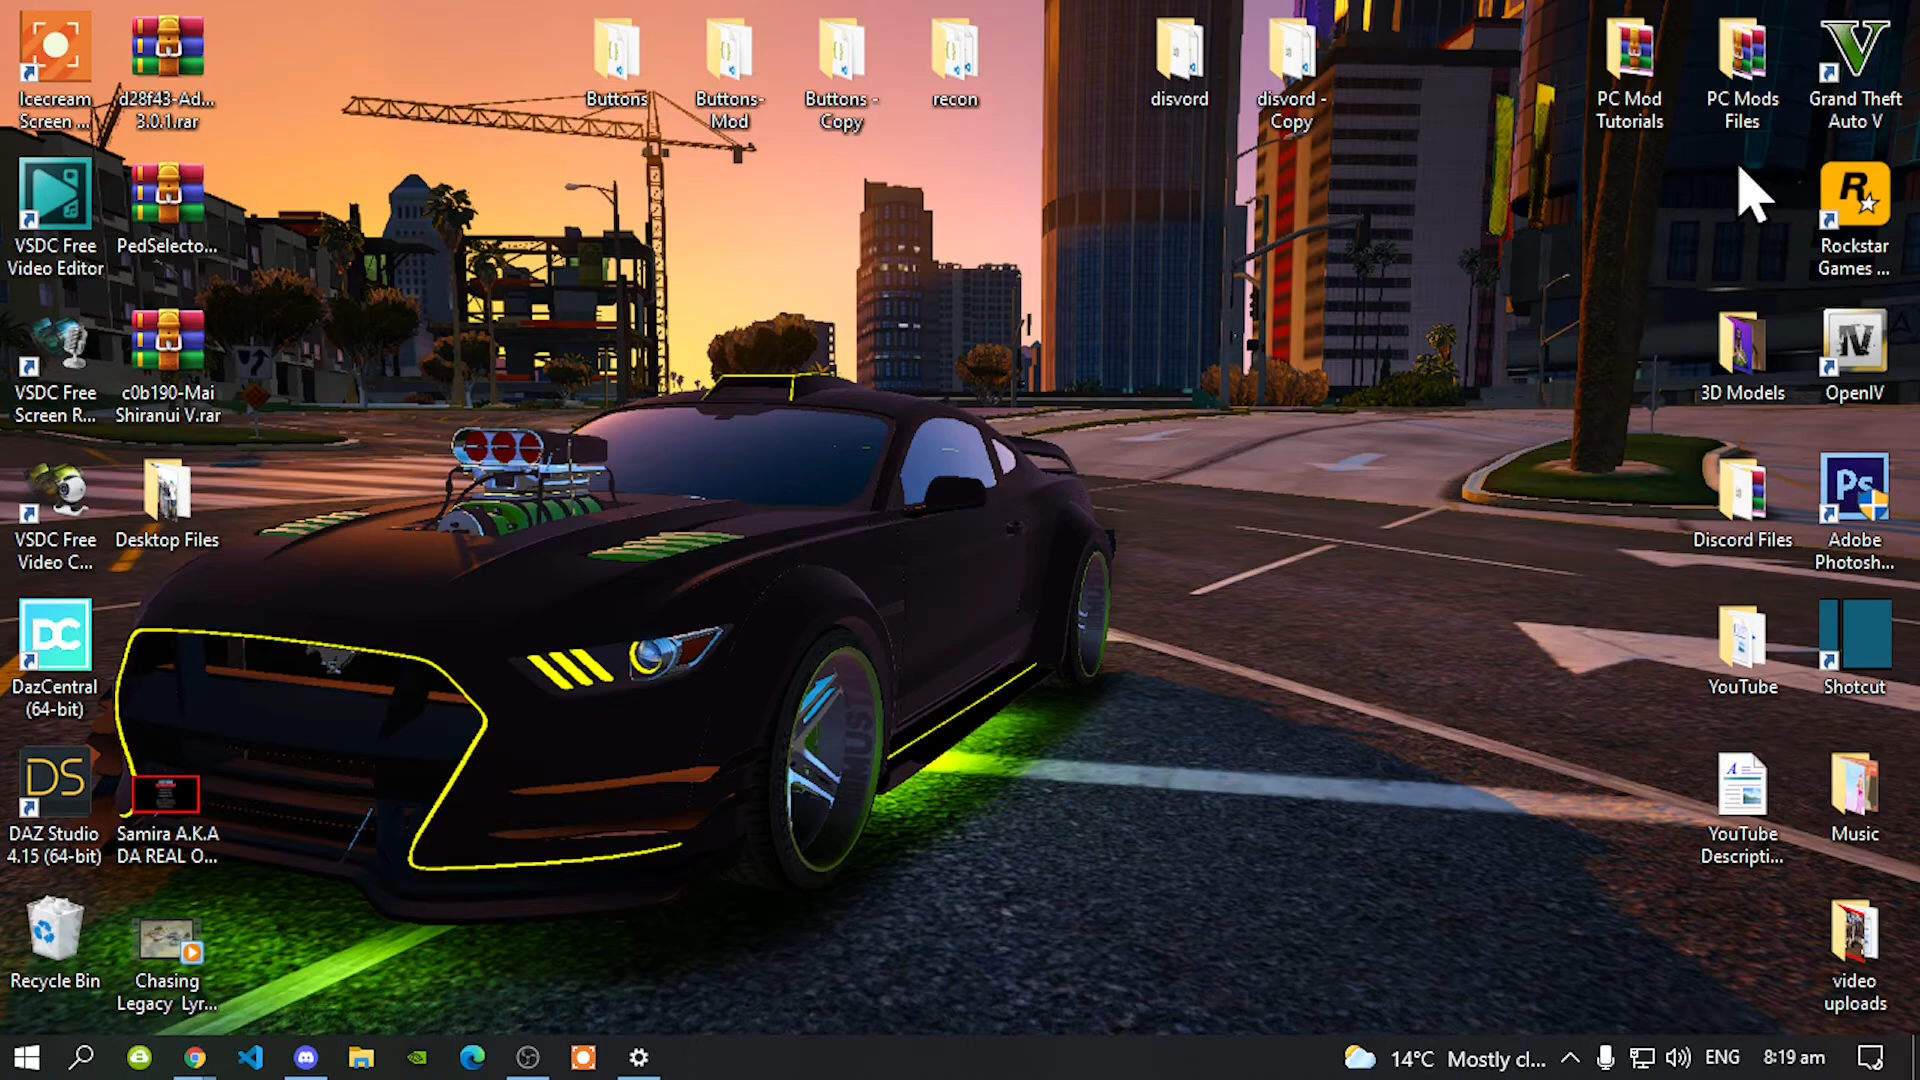 Icecream
Screen ...
d28f43-Ad...
3.0.1.rar
Buttons
Buttons-
Mod
Buttons -
Copy
recon
disvord
disvord -
Copy
PC Mod
Tutorials
PC Mods
Files
Grand Theft
Auto V
VSDC Free
Video Editor
PedSelecto...
Rockstar
Games ...
VSDC Free
Screen R...
c0b190-Mai
Shiranui V.rar
3D Models
OpenIV
VSDC Free
Video C...
Desktop Files
Discord Files
Ps
Adobe
Photosh...
DC
DazCentral
(64-bit)
YouTube
Shotcut
DS
DAZ Studio
4.15 (64-bit)
Samira A.K.A
DA REAL O...
YouTube
Descripti...
Music
Recycle Bin
Chasing
Legacy Lyr...
video
uploads
14°C Mostly cl...
ENG
8:19 am